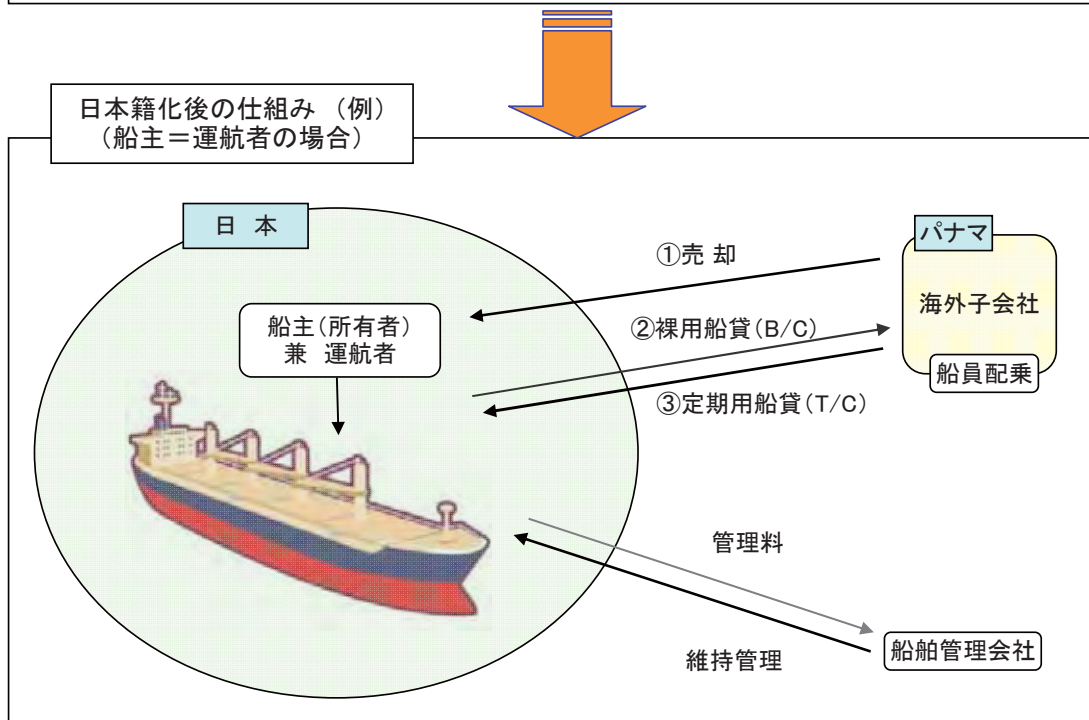 日本籍化後の仕組み （例）
（船主＝運航者の場合）
日 本
パナマ
①売 却
海外子会社
船主（所有者）
兼 運航者
②裸用船貸（B/C）
船員配乗
③定期用船貸（T/C）
管理料
維持管理
船舶管理会社